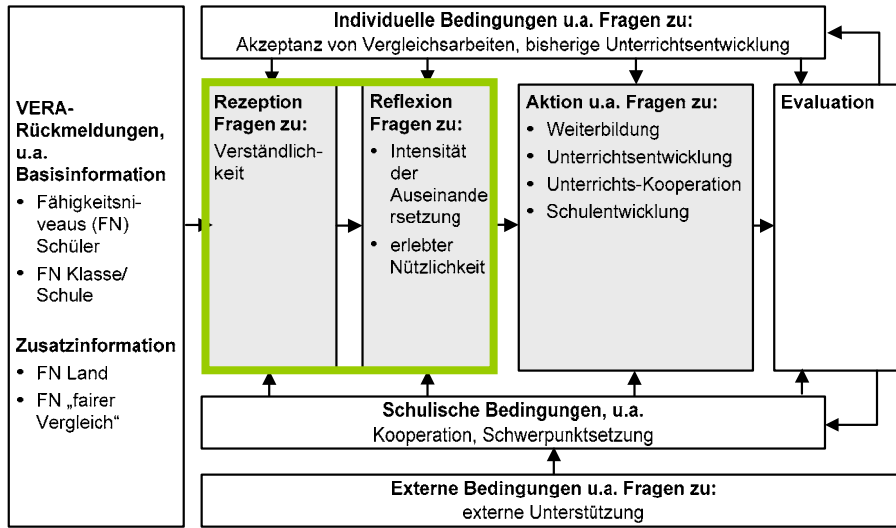 Individuelle Bedingungen u.a. Fragen zu:
Akzeptanz von Vergleichsarbeiten, bisherige Unterrichtsentwicklung
VERA-
Rückmeldungen,
u.a.
Basisinformation
• Fähigkeitsni-
veaus (FN)
Schüler
• FN Klasse/
Schule
Zusatzinformation
• FN Land
• FN „fairer
Vergleich“
Rezeption
Fragen zu:
Verständlich-
keit
Reflexion
Fragen zu:
• Intensität
der
Auseinande
rsetzung
• erlebter
Nützlichkeit
Aktion u.a. Fragen zu:
• Weiterbildung
• Unterrichtsentwicklung
• Unterrichts-Kooperation
• Schulentwicklung
Evaluation
Schulische Bedingungen, u.a.
Kooperation, Schwerpunktsetzung
Externe Bedingungen u.a. Fragen zu:
externe Unterstützung